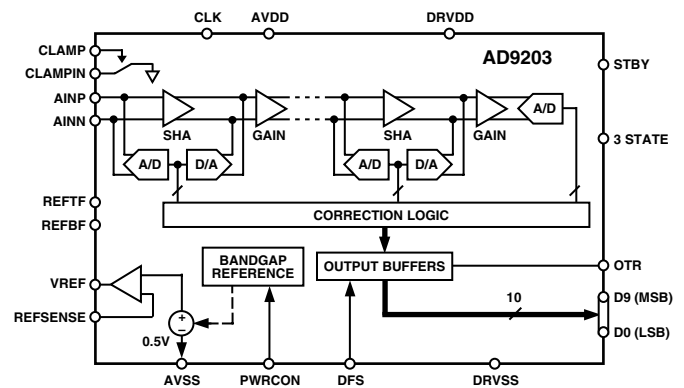 CLK AVDD DRVDD
CLAMP
CLAMPIN
AINP
AINN
REFTF
REFBF
VREF
REFSENSE
AD9203
STBY
3 STATE
OTR
D9 (MSB)
D0 (LSB)
SHA GAIN SHA GAIN A/D
A/D D/A A/D D/A
CORRECTION LOGIC
BANDGAP
REFERENCE
OUTPUT BUFFERS
10
+
–
0.5V
AVSS PWRCON DFS DRVSS